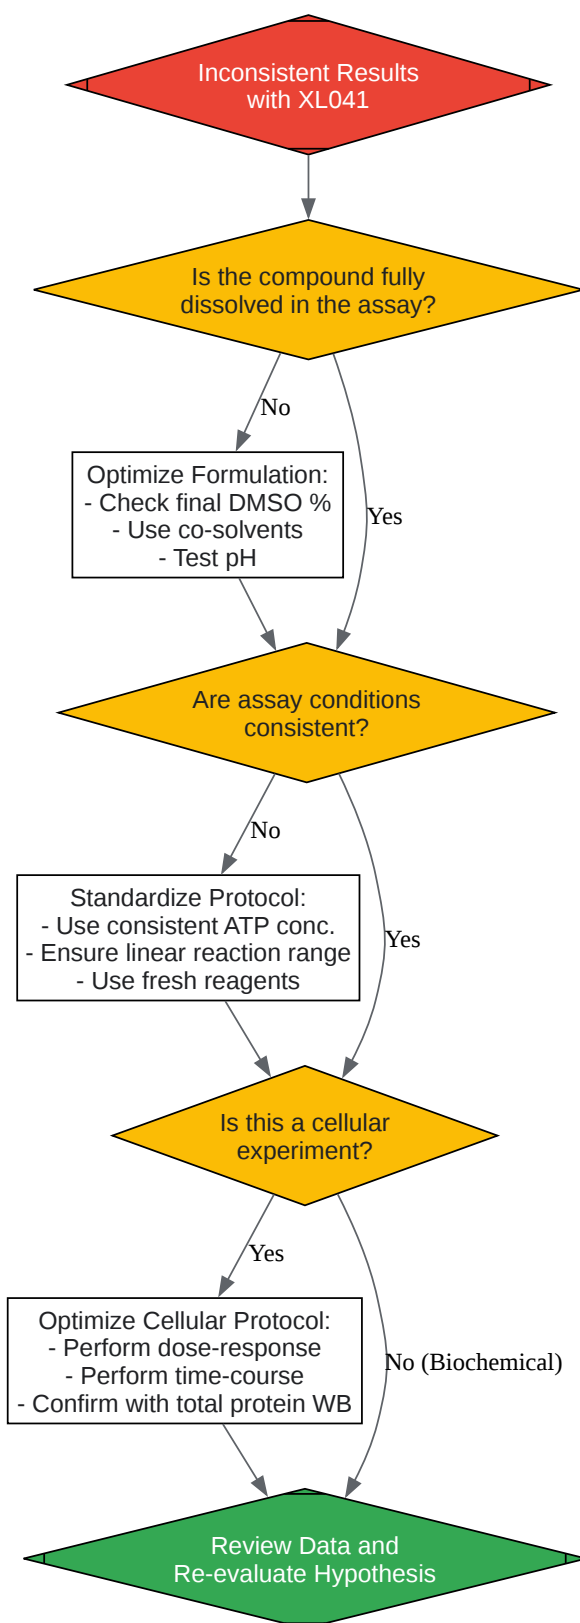 Inconsistent Results
with XL041
Is the compound fully
dissolved in the assay?
No
Yes
Optimize Formulation:
- Check final DMSO %
- Use co-solvents
- Test pH
Are assay conditions
consistent?
No
Yes
Standardize Protocol:
- Use consistent ATP conc.
- Ensure linear reaction range
- Use fresh reagents
Is this a cellular
experiment?
Yes
No (Biochemical)
Optimize Cellular Protocol:
- Perform dose-response
- Perform time-course
- Confirm with total protein WB
Review Data and
Re-evaluate Hypothesis